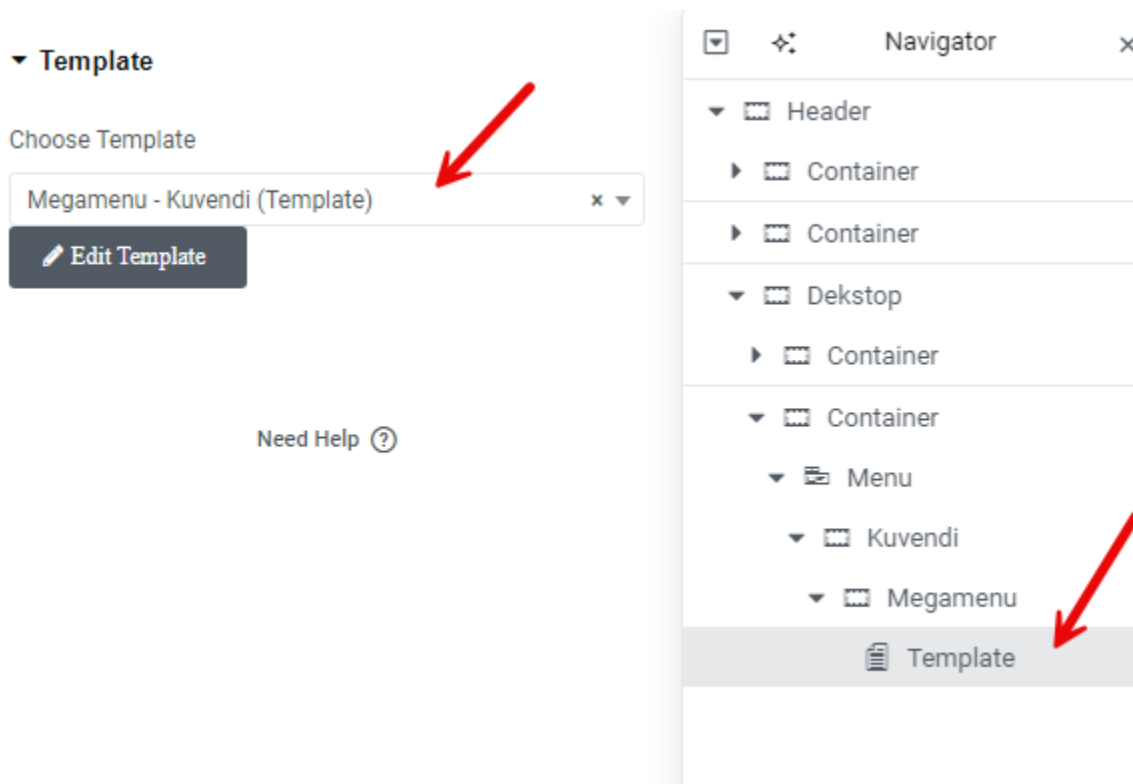 Template
Choose Template
Megamenu - Kuvendi (Template)
Edit Template
Need Help
Navigator
Header
Container
Container
Dekstop
Container
Container
Menu
Kuvendi
Megamenu
Template